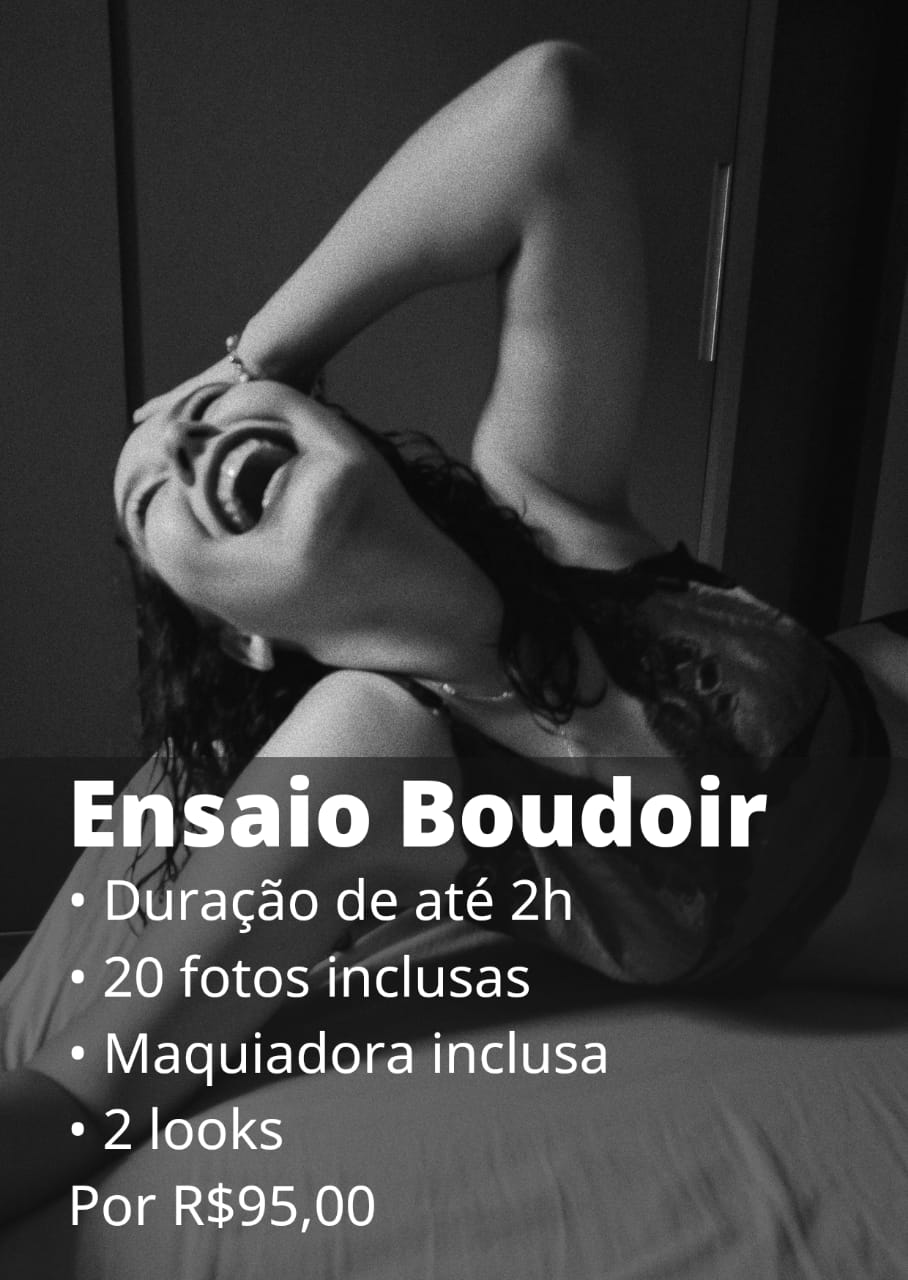 Ensaio Boudoir
• Duração de até 2h
• 20 fotos inclusas
• Maquiadora inclusa
• 2 looks
Por R$95,00